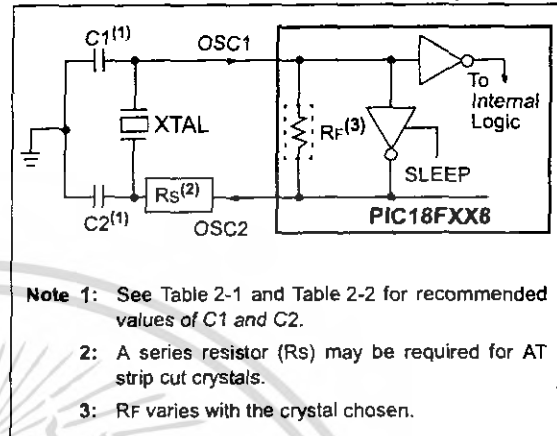 C1(1)
OSC1
To
Internal
Logic
XTAL
RF(3)
SLEEP
C2(1)
RS(2)
OSC2
PIC18FXX8
Note 1: See Table 2-1 and Table 2-2 for recommended
values of C1 and C2.
2: A series resistor (RS) may be required for AT
strip cut crystals.
3: RF varies with the crystal chosen.